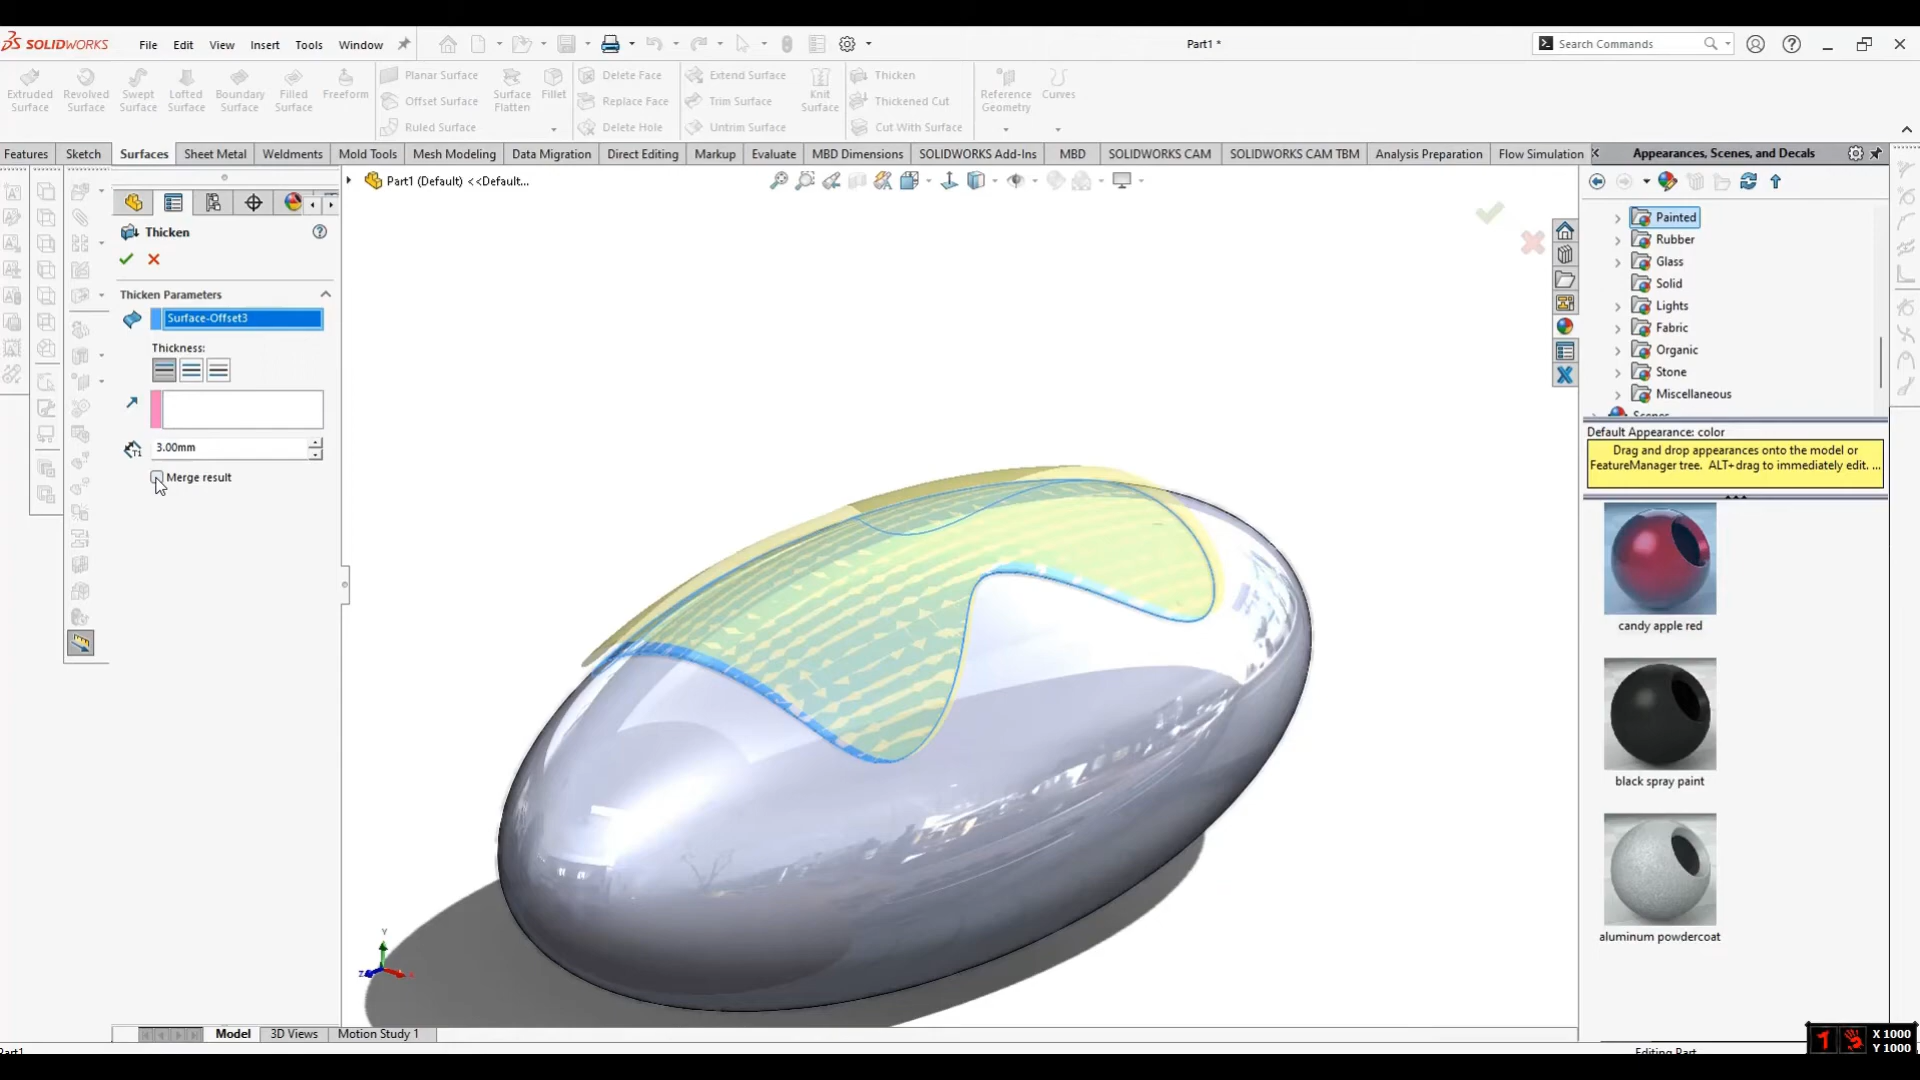 SOLIDWORKS
File Edit View Insert Tools Window
Part1 *
Search Commands
Extruded Surface
Revolved Surface
Swept Surface
Lofted Surface
Boundary Surface
Filled Surface
Freeform
Planar Surface
Offset Surface
Ruled Surface
Surface Flatten
Fillet
Delete Face
Replace Face
Delete Hole
Extend Surface
Trim Surface
Untrim Surface
Knit Surface
Thicken
Thickened Cut
Cut With Surface
Reference Geometry
Curves
Features Sketch Surfaces Sheet Metal Weldments Mold Tools Mesh Modeling Data Migration Direct Editing Markup Evaluate MBD Dimensions SOLIDWORKS Add-Ins MBD SOLIDWORKS CAM SOLIDWORKS CAM TBM Analysis Preparation Flow Simulation
Appearances, Scenes, and Decals
Part1 (Default) <<Default...
Thicken
Thicken Parameters
Surface-Offset3
Thickness:
T1
3.00mm
Merge result
Painted
Rubber
Glass
Solid
Lights
Fabric
Organic
Stone
Miscellaneous
Scenes
Default Appearance: color
Drag and drop appearances onto the model or
FeatureManager tree. ALT+drag to immediately edit. ...
candy apple red
black spray paint
aluminum powdercoat
Y
Z
Model 3D Views Motion Study 1
Part1
Editing Part
X 1000
Y 1000